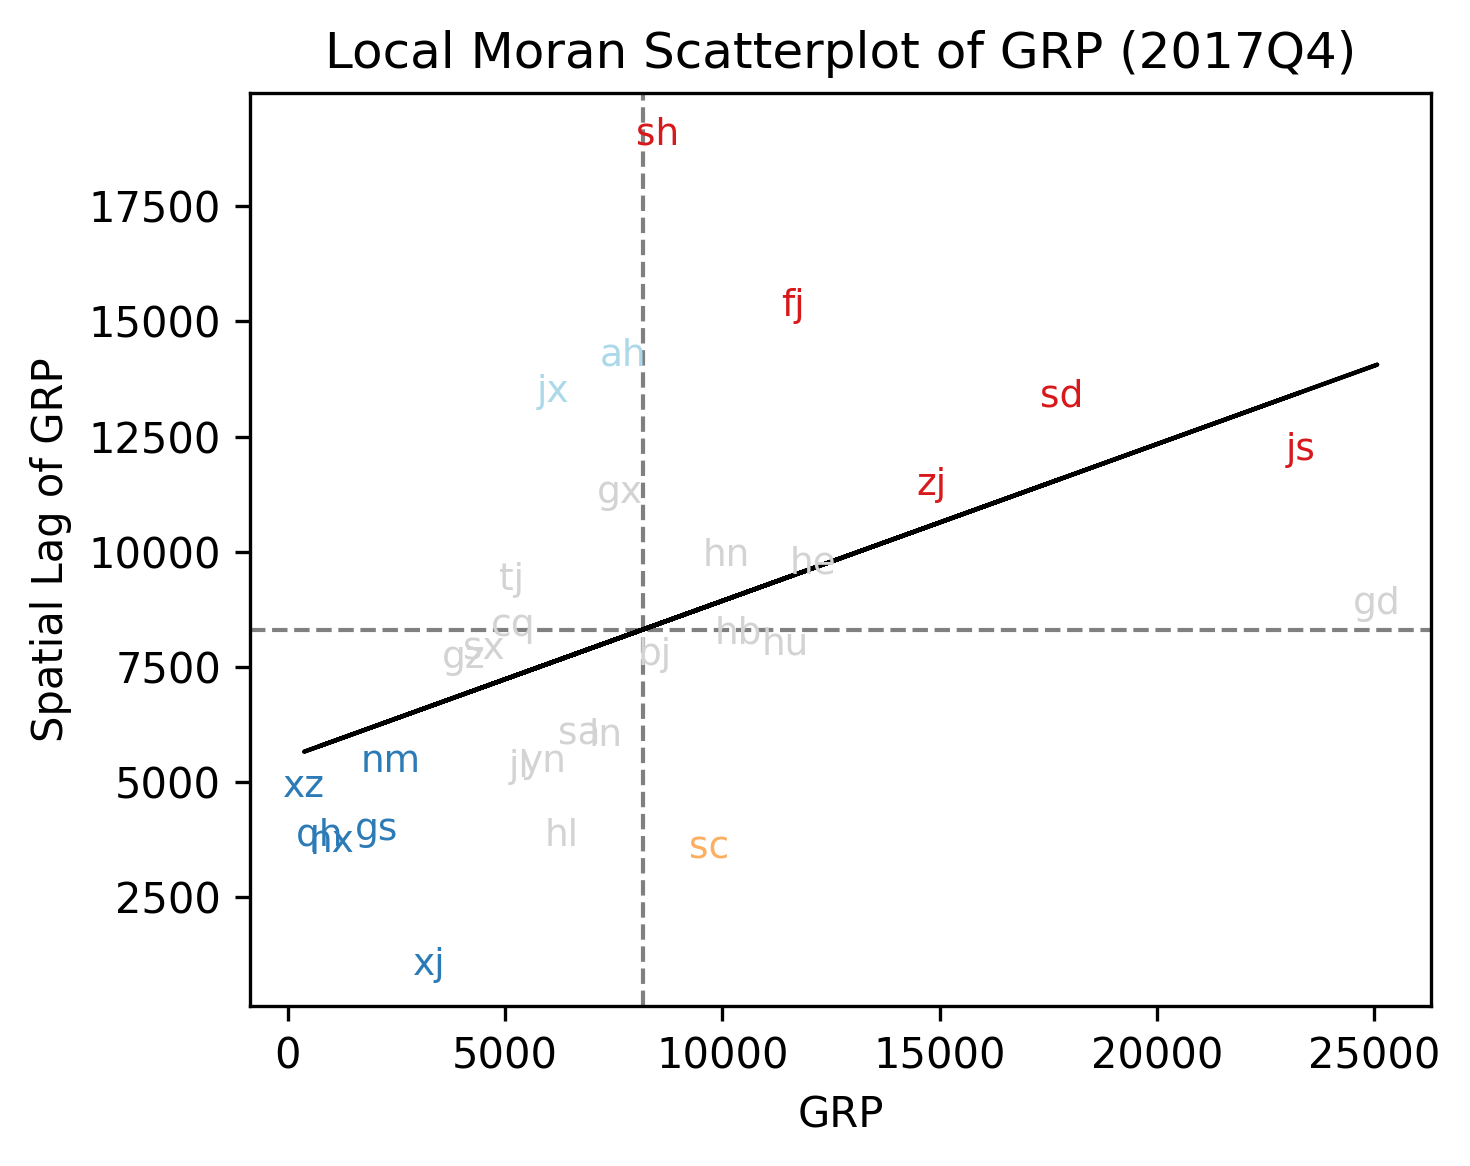 Local Moran Scatterplot of GRP (2017Q4)
sh
17500
fj
15000
ah
jx
sd
12500
js
zj
gx
hn
10000
he
tj
gd
cq
hb
hu
sx
gz
bj
7500
sa
ln
nm
jl
yn
5000
xz
qh
nx
gs
hl
sc
2500
xj
0
5000
10000
15000
20000
25000
Spatial Lag of GRP
GRP